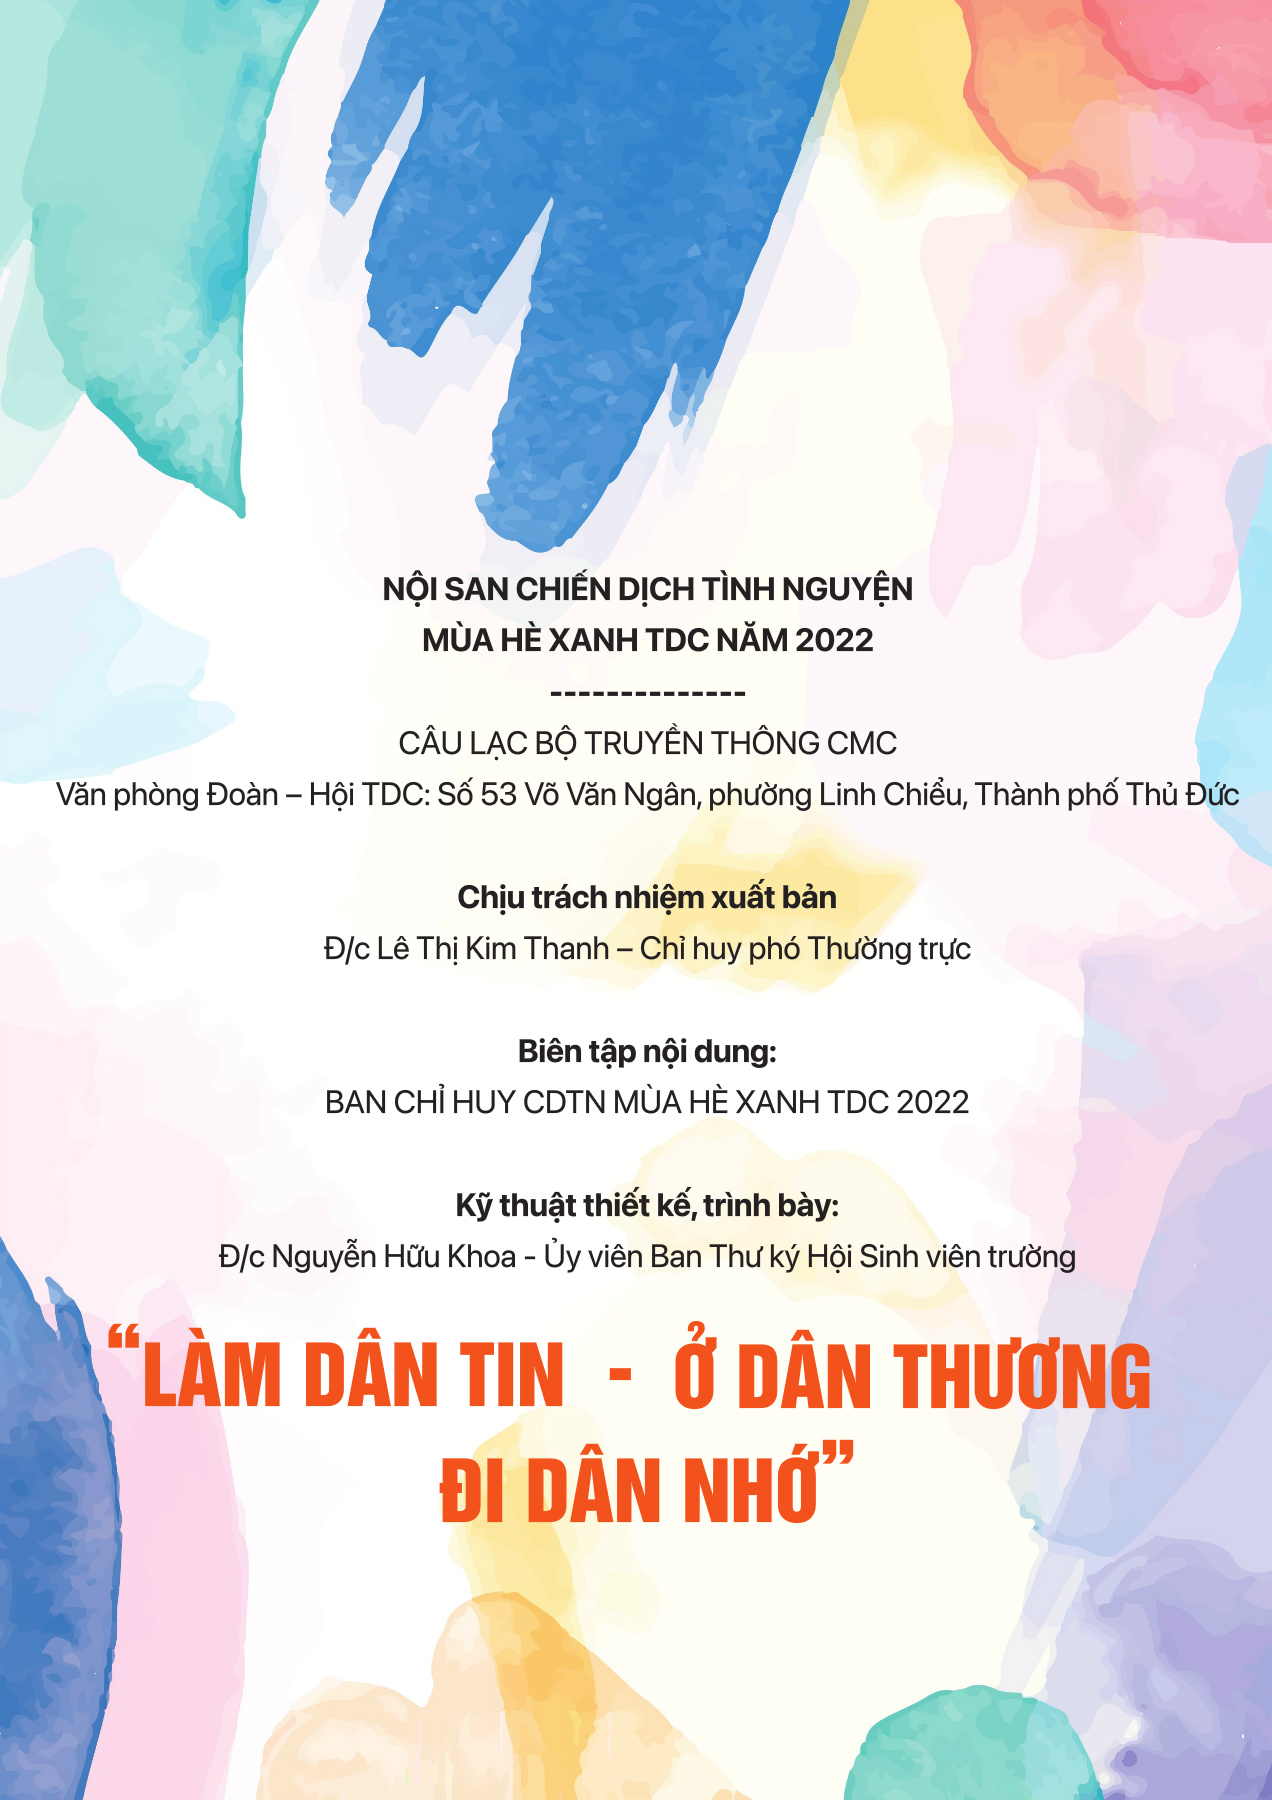 NỘI SAN CHIẾN DỊCH TÌNH NGUYỆN
MÙA HÈ XANH TDC NĂM 2022
--------------
CÂU LẠC BỘ TRUYỀN THÔNG CMC
Văn phòng Đoàn – Hội TDC: Số 53 Võ Văn Ngân, phường Linh Chiểu, Thành phố Thủ Đức
Chịu trách nhiệm xuất bản
Đ/c Lê Thị Kim Thanh – Chỉ huy phó Thường trực
Biên tập nội dung:
BAN CHỈ HUY CDTN MÙA HÈ XANH TDC 2022
Kỹ thuật thiết kế, trình bày:
Đ/c Nguyễn Hữu Khoa - Ủy viên Ban Thư ký Hội Sinh viên trường
“LÀM DÂN TIN - Ở DÂN THƯƠNG
ĐI DÂN NHỚ”